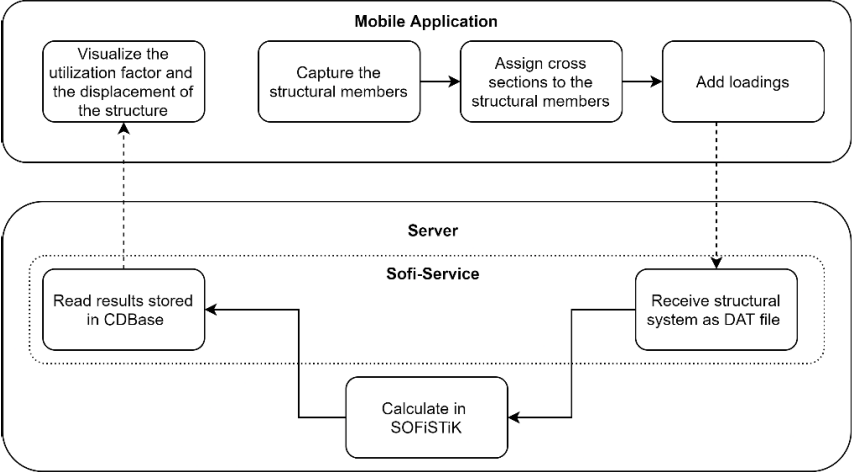 Mobile Application
Visualize the
utilization factor and
the displacement of
the structure
Capture the
structural members
Assign cross
sections to the
structural members
Add loadings
Server
Sofi-Service
Read results stored
in CDBase
Receive structural
system as DAT file
Calculate in
SOFiSTiK